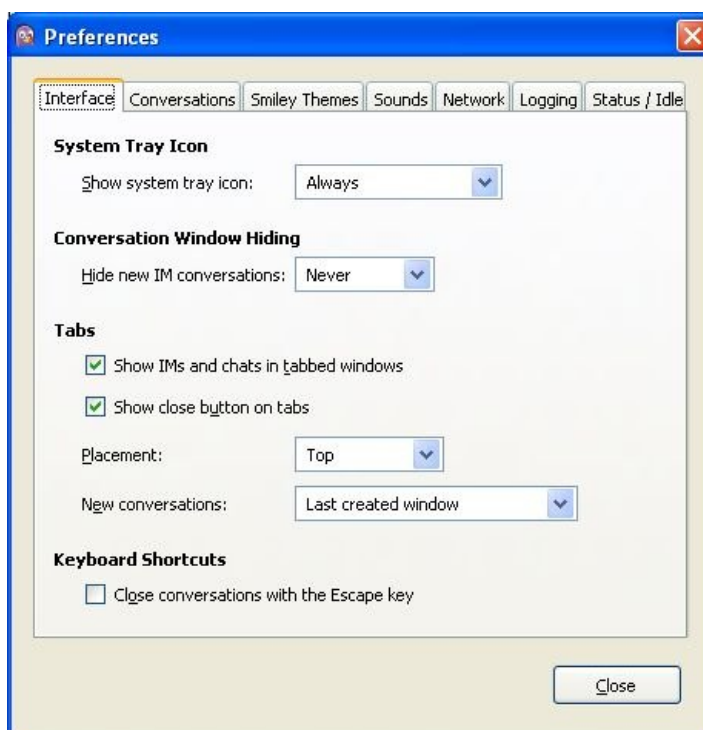 Preferences
Interface Conversations Smiley Themes Sounds Network Logging Status / Idle
System Tray Icon
Show system tray icon: Always
Conversation Window Hiding
Hide new IM conversations: Never
Tabs
Show IMs and chats in tabbed windows
Show close button on tabs
Placement: Top
New conversations: Last created window
Keyboard Shortcuts
Close conversations with the Escape key
Close